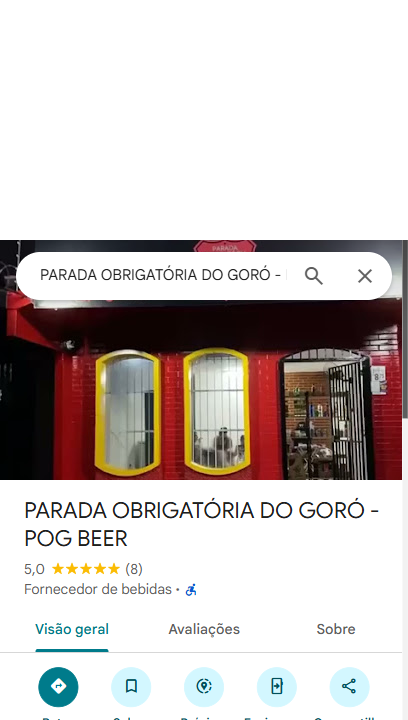 PARADA
PARADA OBRIGATÓRIA DO GORÓ -
PARADA OBRIGATÓRIA DO GORÓ -
POG BEER
5,0 ★★★★★ (8)
Fornecedor de bebidas ·
Visão geral
Avaliações
Sobre